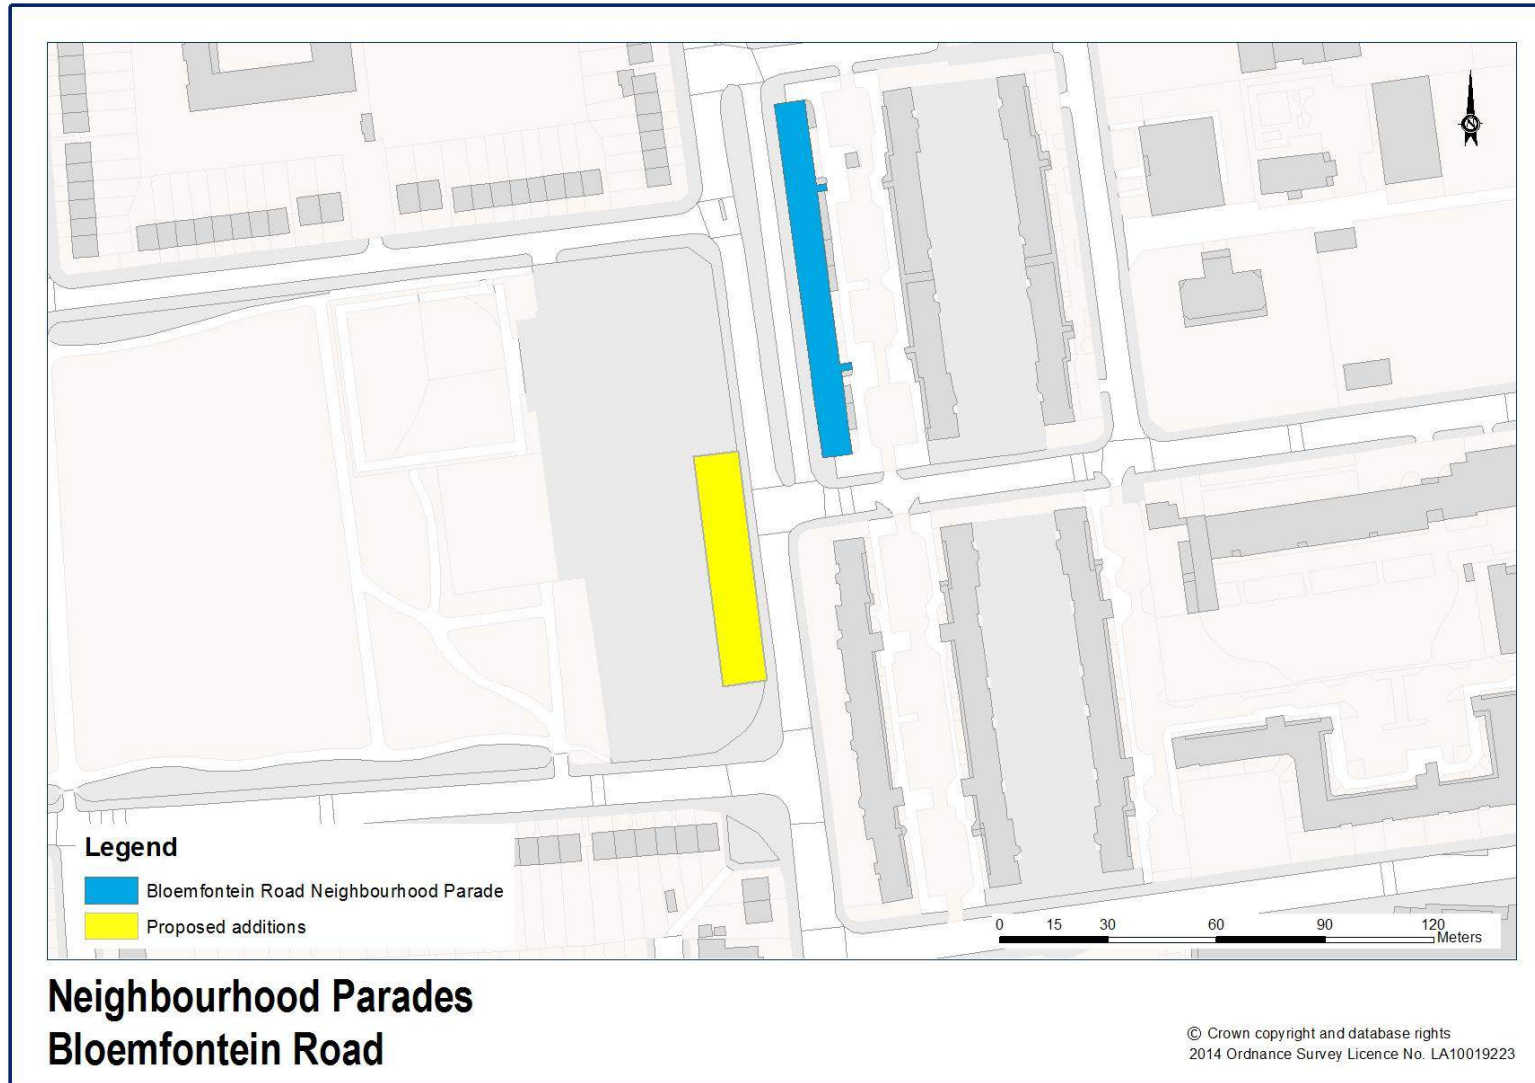 N
Legend
Bloemfontein Road Neighbourhood Parade
Proposed additions
0 15 30 60 90 120
Meters
Neighbourhood Parades
Bloemfontein Road
© Crown copyright and database rights
2014 Ordnance Survey Licence No. LA10019223